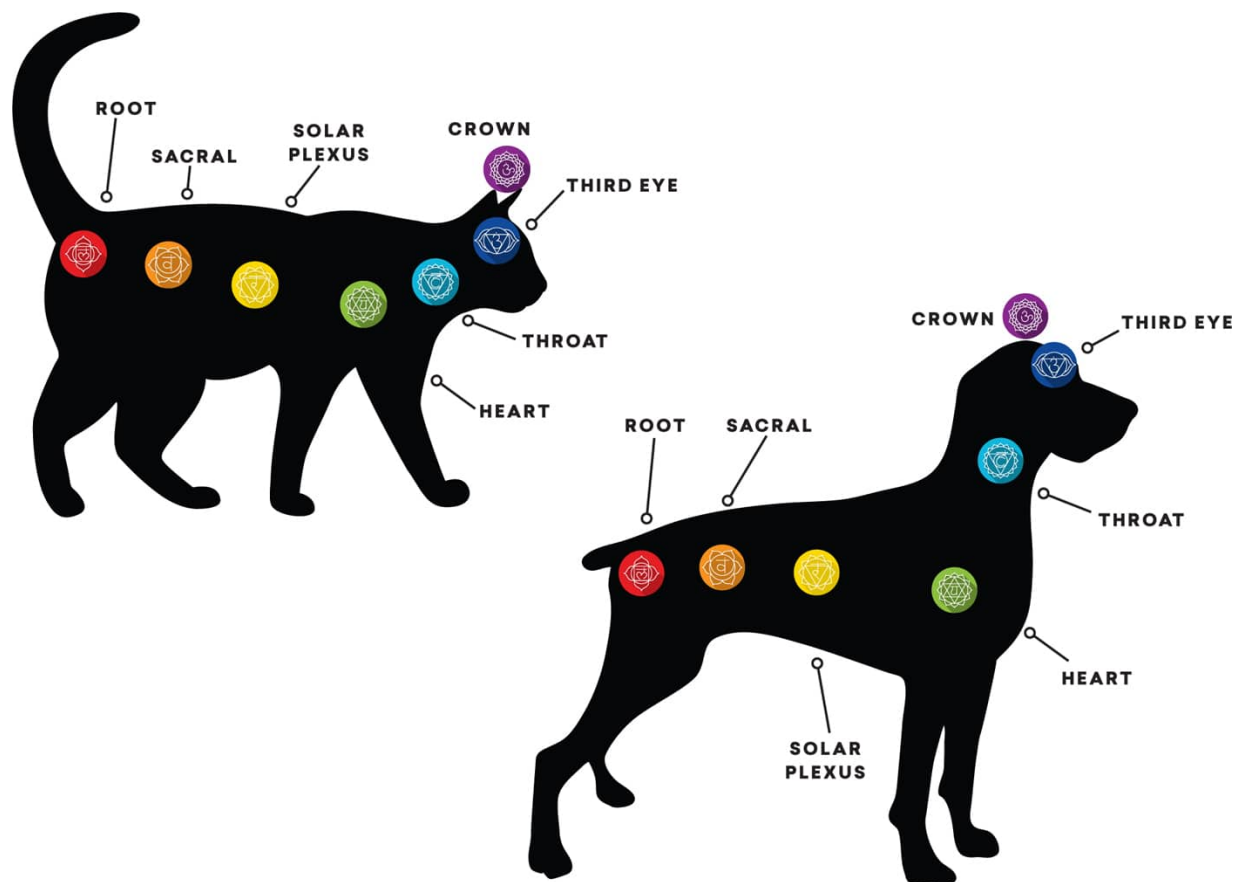 ROOT
SACRAL
SOLAR
PLEXUS
CROWN
THIRD EYE
THROAT
HEART
CROWN
THIRD EYE
ROOT
SACRAL
THROAT
HEART
SOLAR
PLEXUS